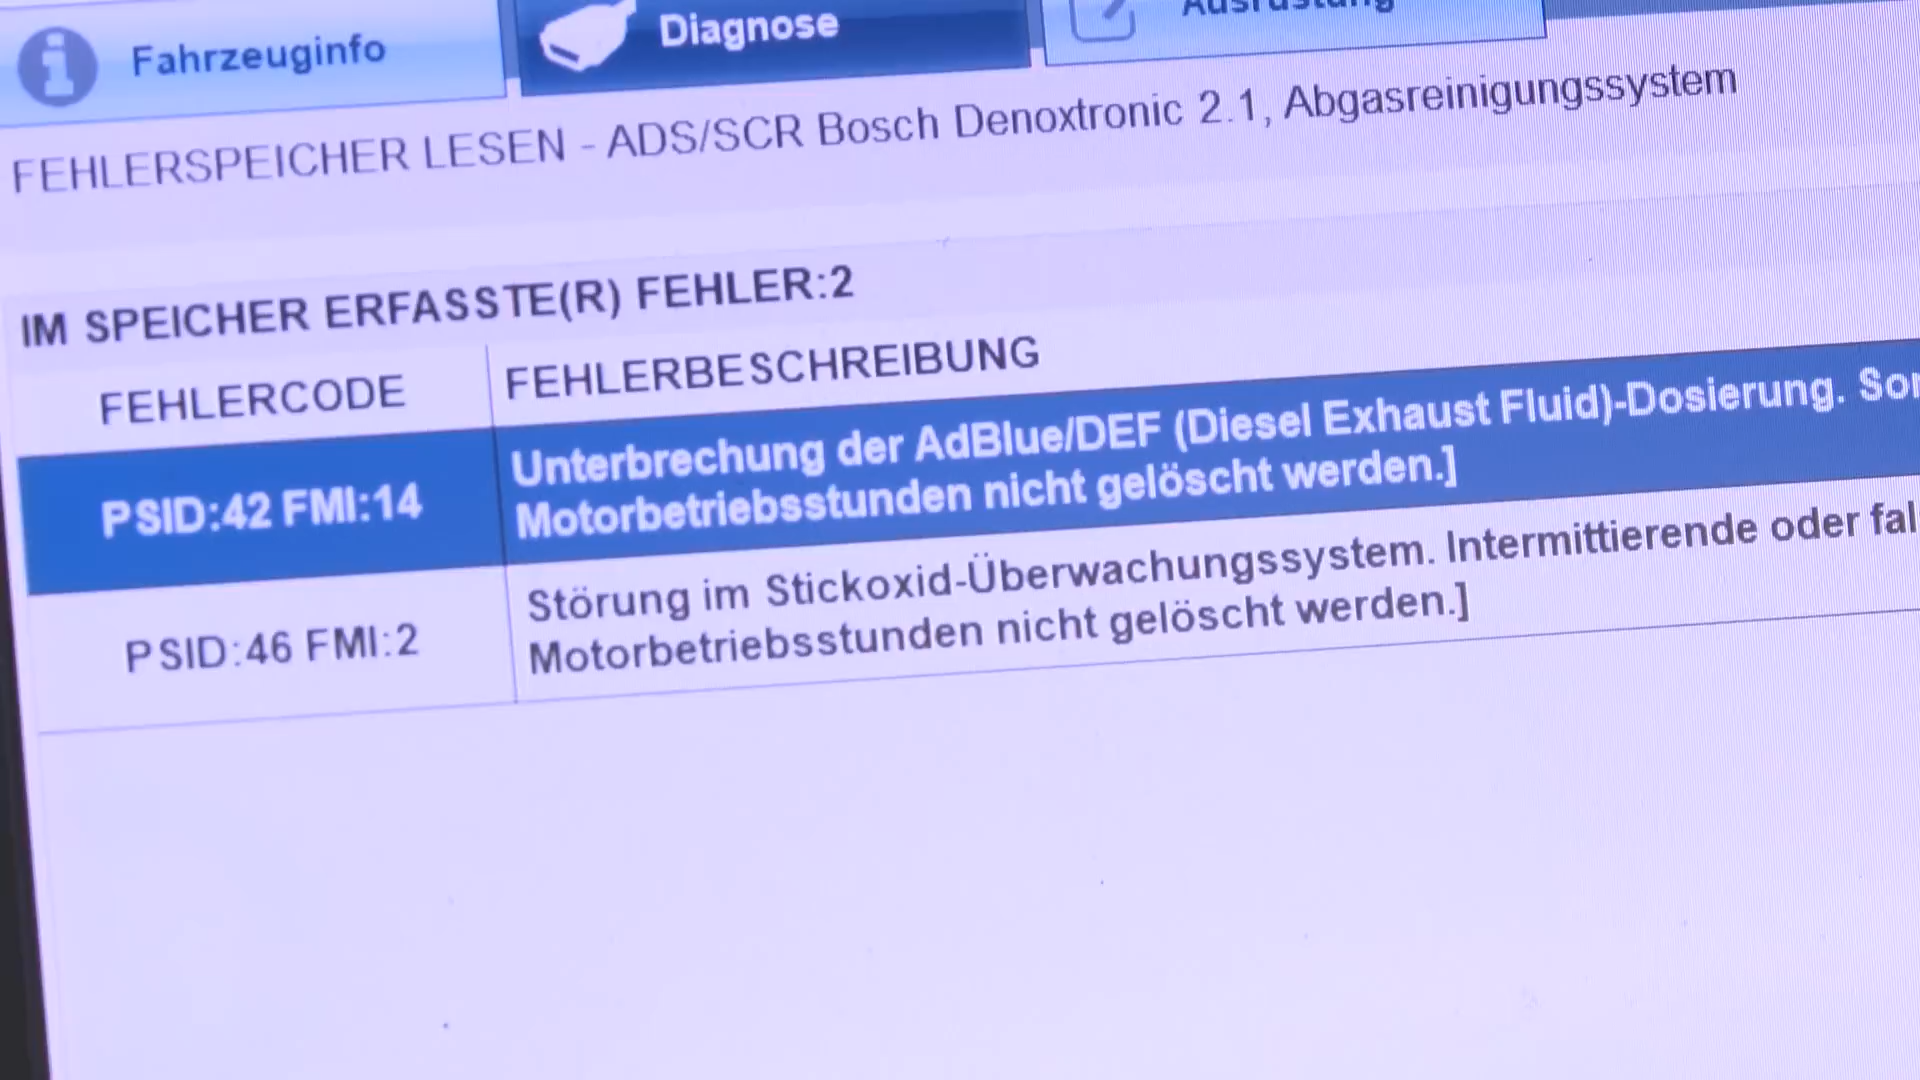 Fahrzeuginfo
Diagnose
Ausrüstung
FEHLERSPEICHER LESEN - ADS/SCR Bosch Denoxtronic 2.1, Abgasreinigungssystem
IM SPEICHER ERFASSTE(R) FEHLER:2
FEHLERCODE
FEHLERBESCHREIBUNG
PSID:42 FMI:14
Unterbrechung der AdBlue/DEF (Diesel Exhaust Fluid)-Dosierung.
Motorbetriebsstunden nicht gelöscht werden.]
PSID:46 FMI:2
Störung im Stickoxid-Überwachungssystem. Intermittierende oder
Motorbetriebsstunden nicht gelöscht werden.]